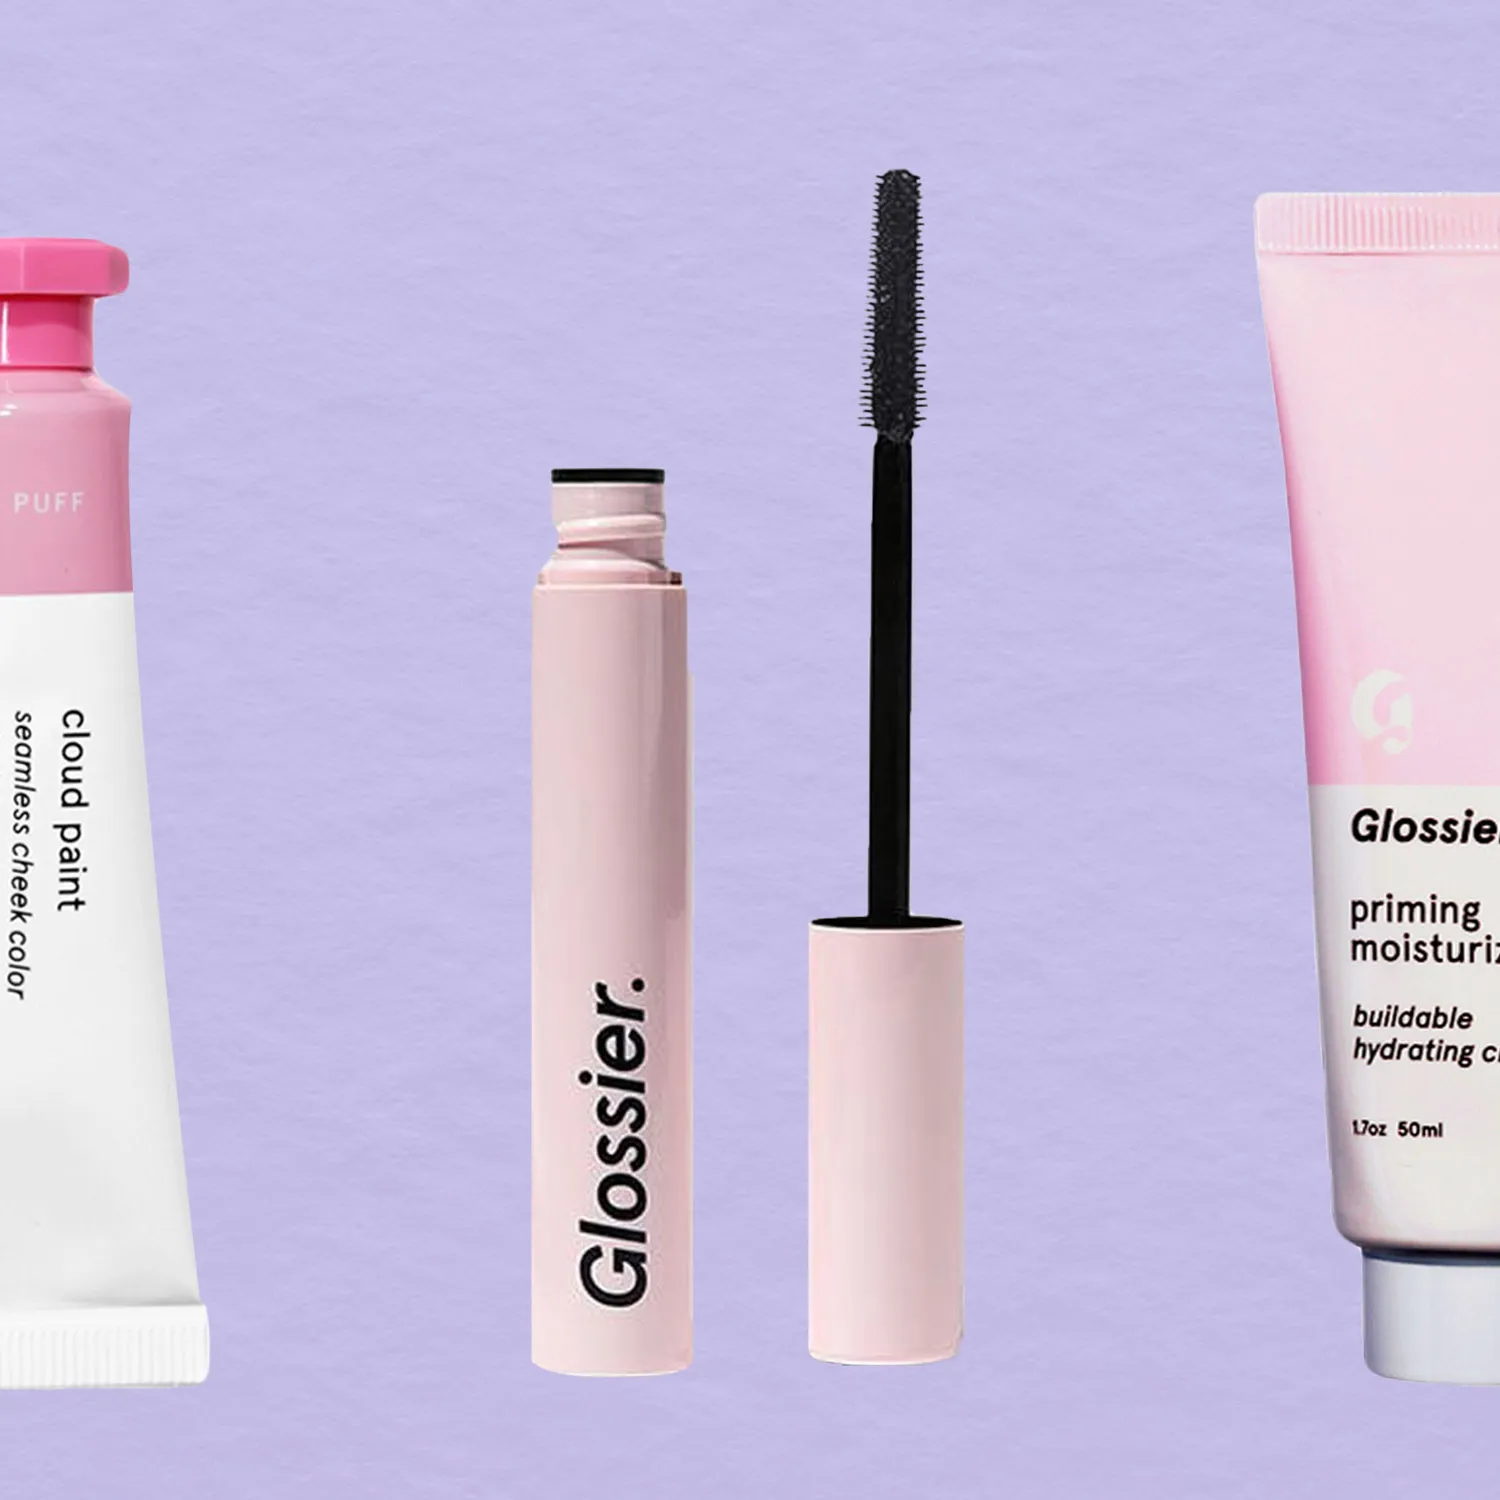 PUFF
cloud paint
seamless cheek color
Glossier.
G
Glossier
priming
moisturiz
buildable
hydrating c
1.7oz 50ml